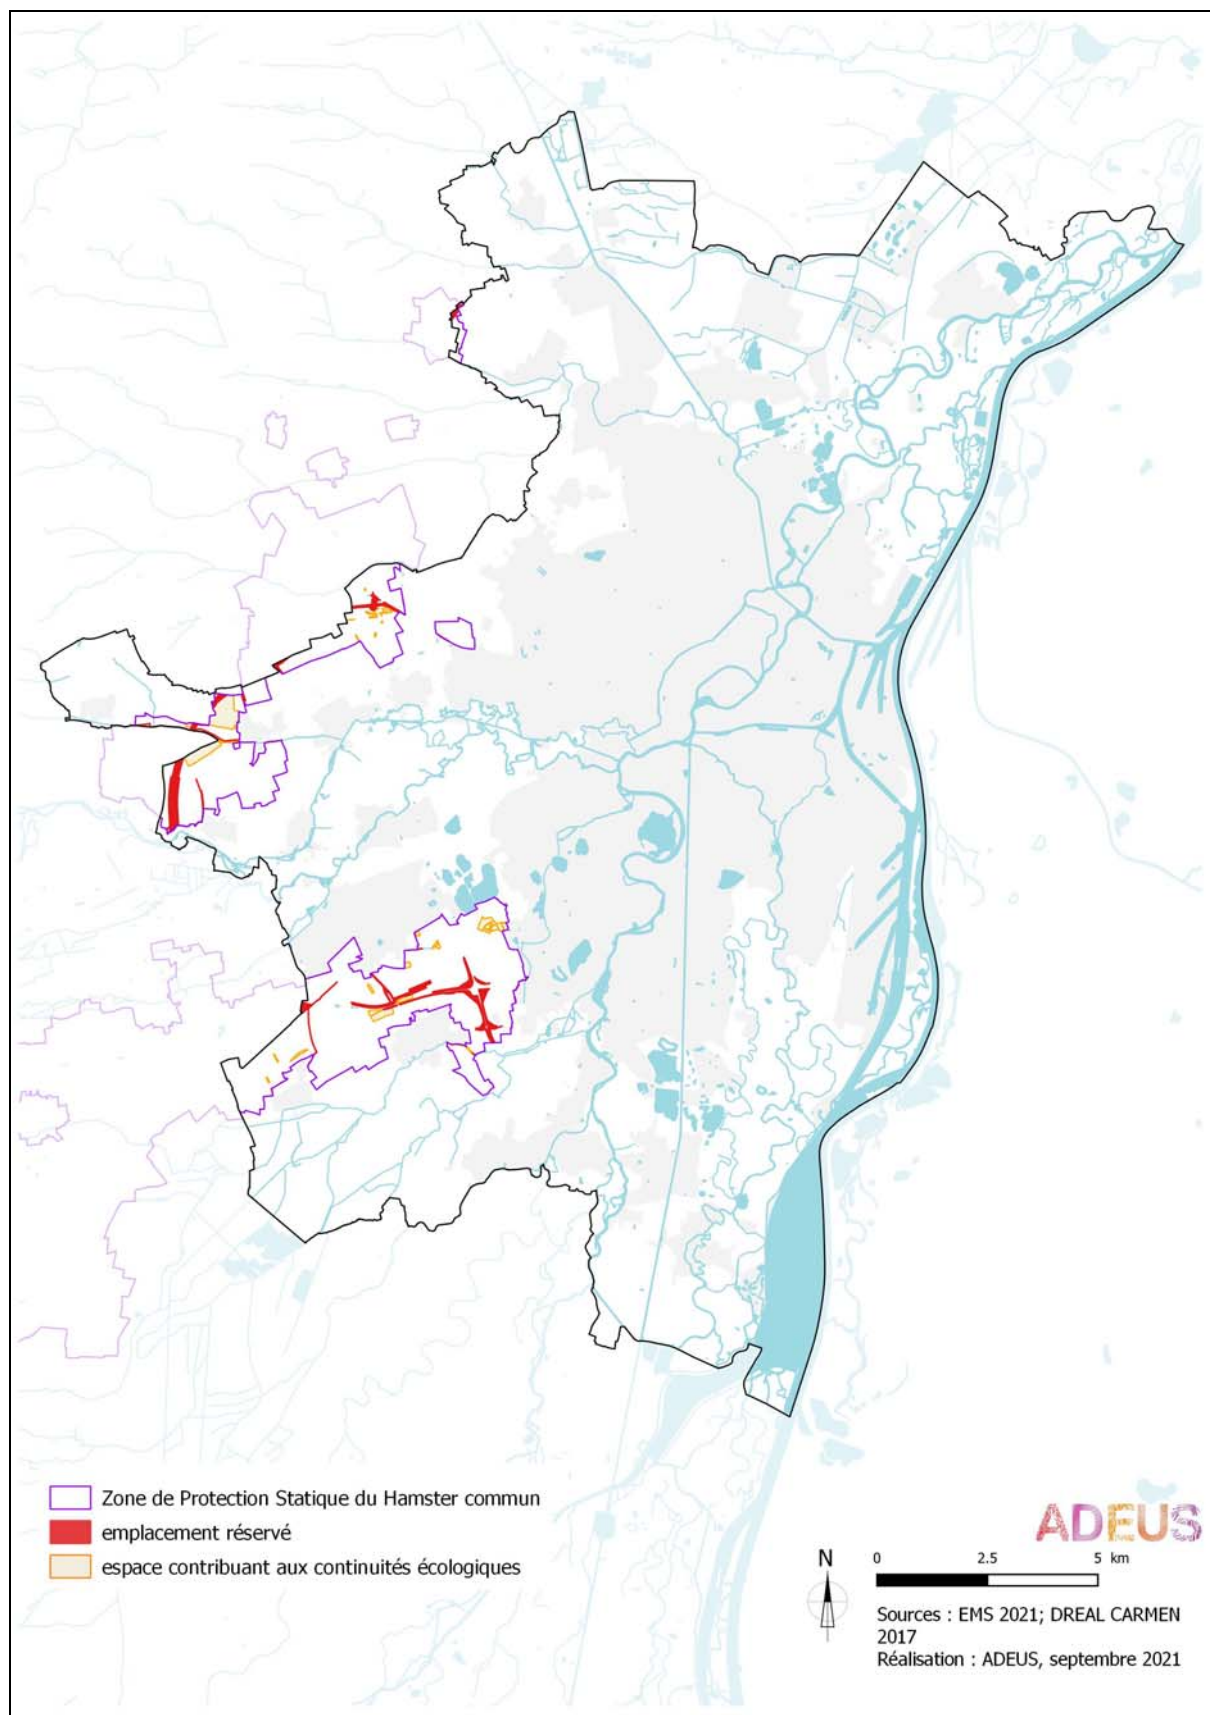 Zone de Protection Statique du Hamster commun
emplacement réservé
espace contribuant aux continuités écologiques
ADEUS
N
0 2.5 5 km
Sources : EMS 2021; DREAL CARMEN
2017
Réalisation : ADEUS, septembre 2021